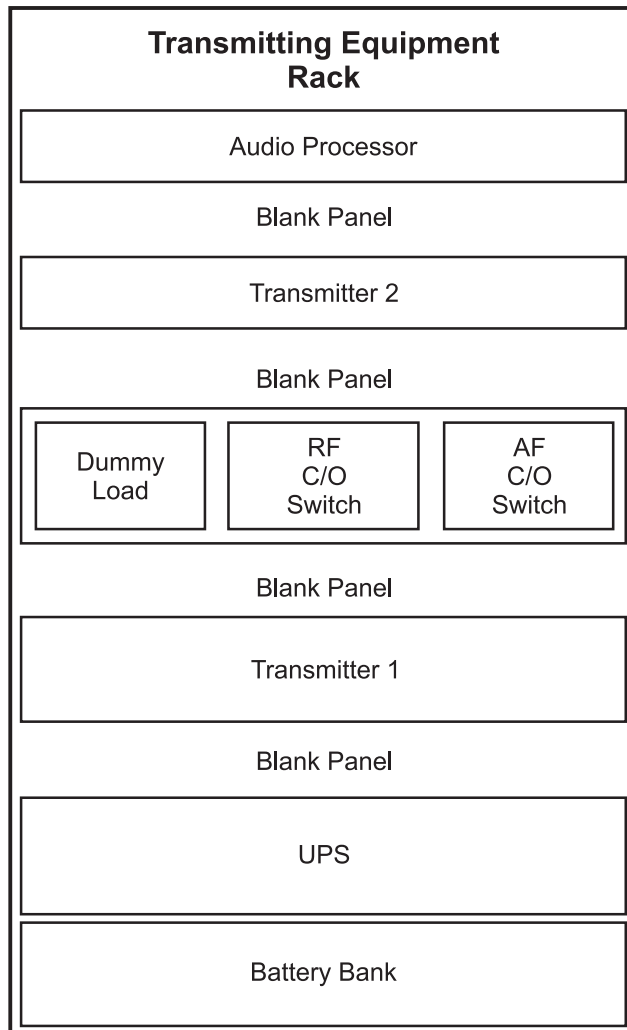 Transmitting Equipment
Rack
Audio Processor
Blank Panel
Transmitter 2
Blank Panel
Dummy
Load
RF
C/O
Switch
AF
C/O
Switch
Blank Panel
Transmitter 1
Blank Panel
UPS
Battery Bank